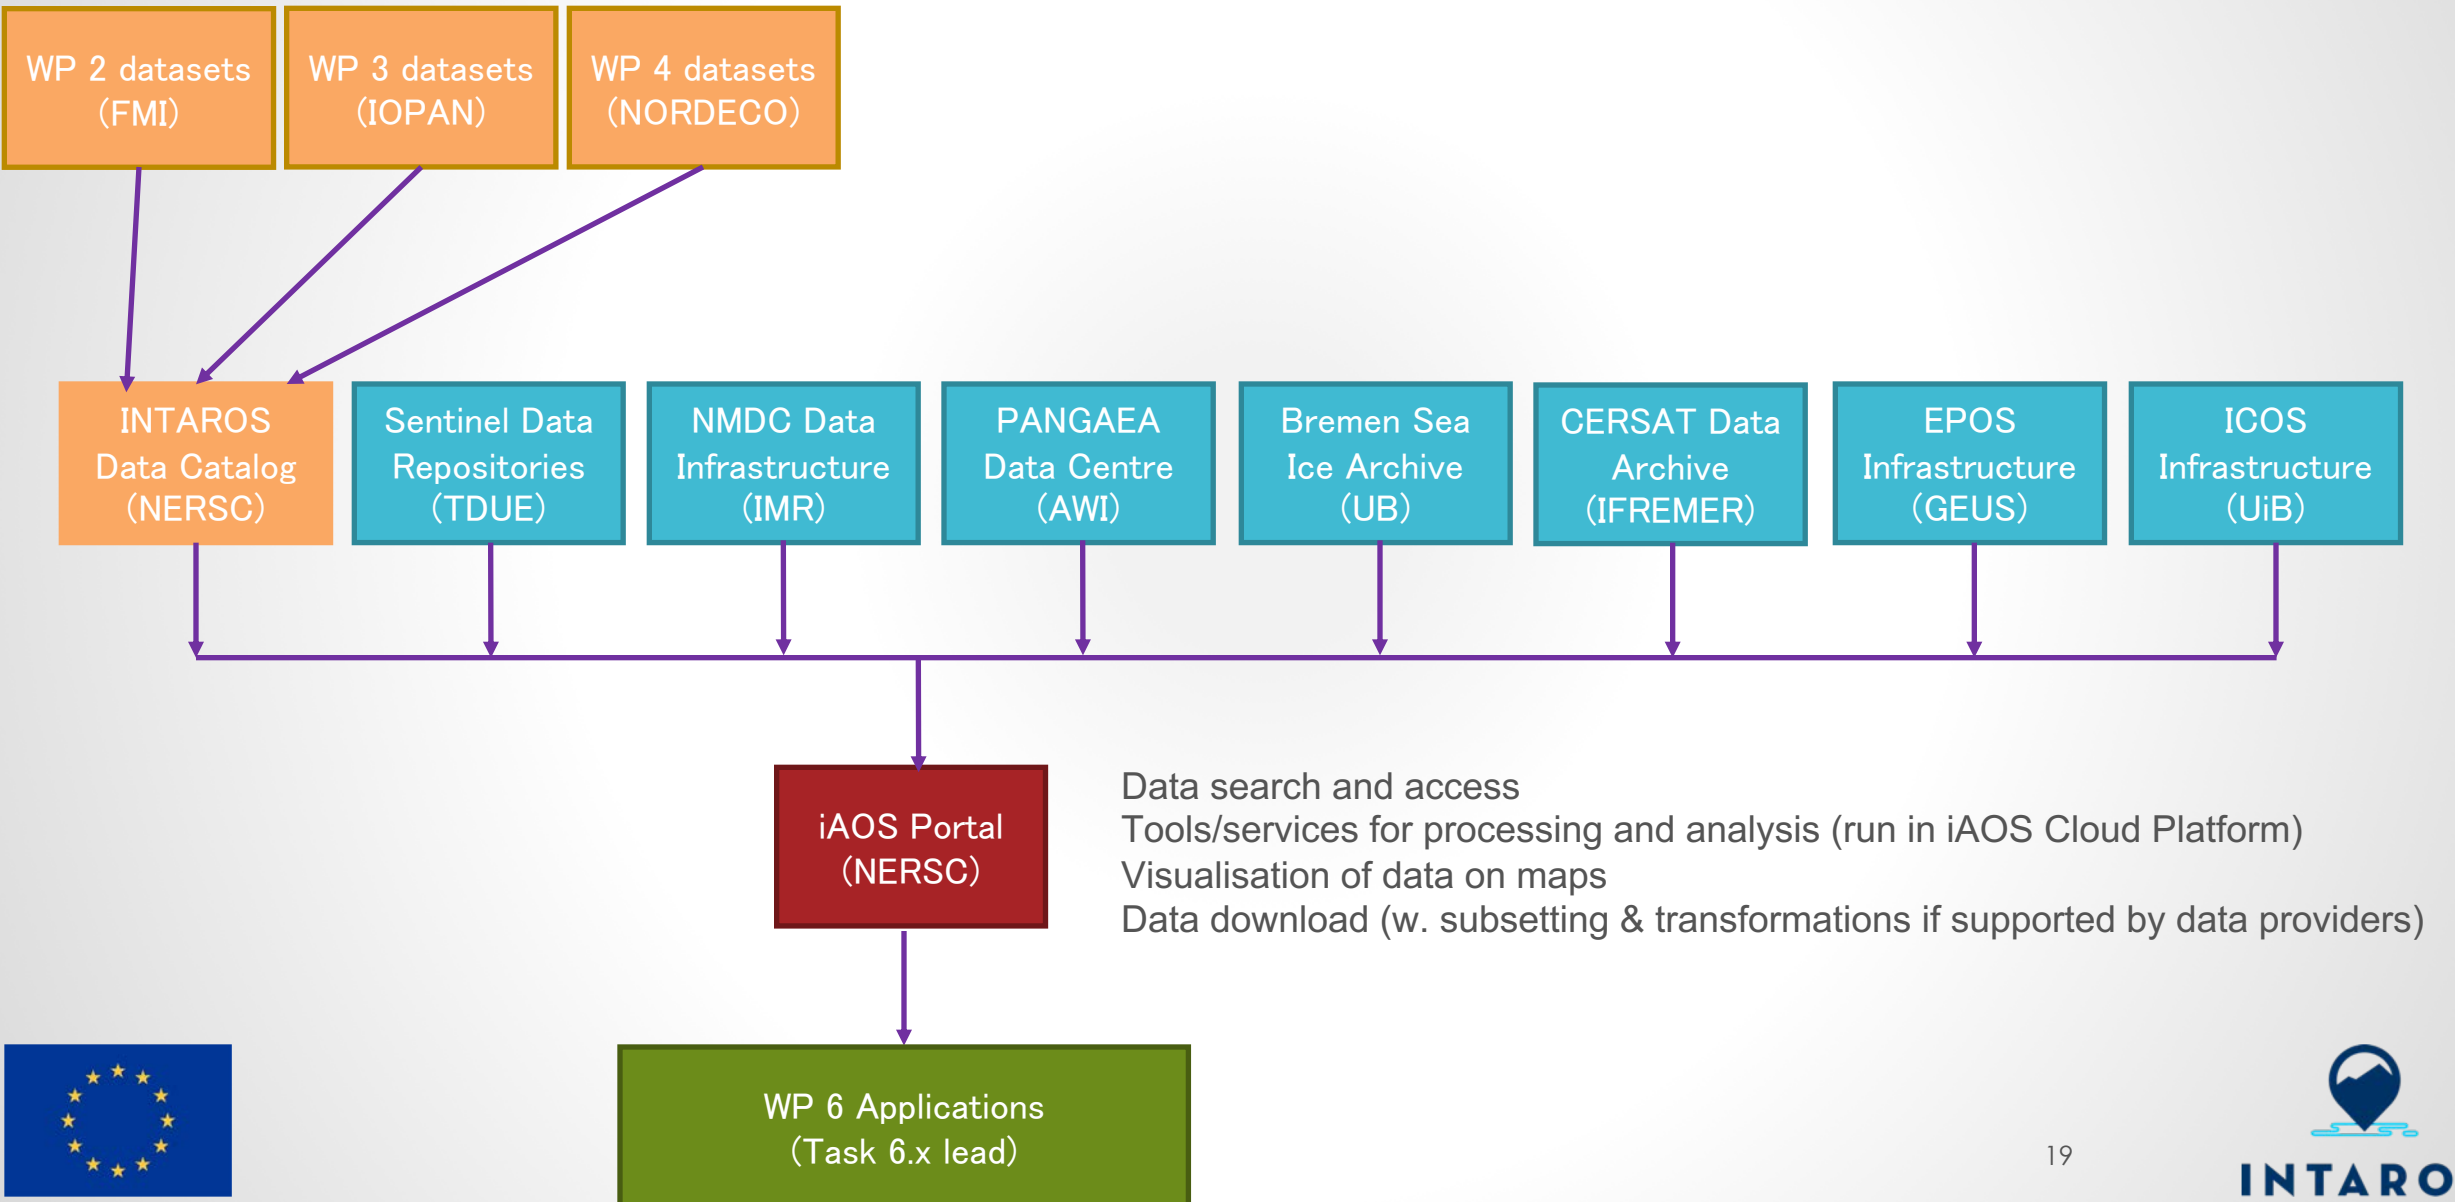 WP 2 datasets
(FMI)
WP 3 datasets
(IOPAN)
WP 4 datasets
(NORDECO)
INTAROS
Data Catalog
(NERSC)
Sentinel Data
Repositories
(TDUE)
NMDC Data
Infrastructure
(IMR)
PANGAEA
Data Centre
(AWI)
Bremen Sea
Ice Archive
(UB)
CERSAT Data
Archive
(IFREMER)
EPOS
Infrastructure
(GEUS)
ICOS
Infrastructure
(UiB)
iAOS Portal
(NERSC)
Data search and access
Tools/services for processing and analysis (run in iAOS Cloud Platform)
Visualisation of data on maps
Data download (w. subsetting & transformations if supported by data providers)
WP 6 Applications
(Task 6.x lead)
19
INTARO